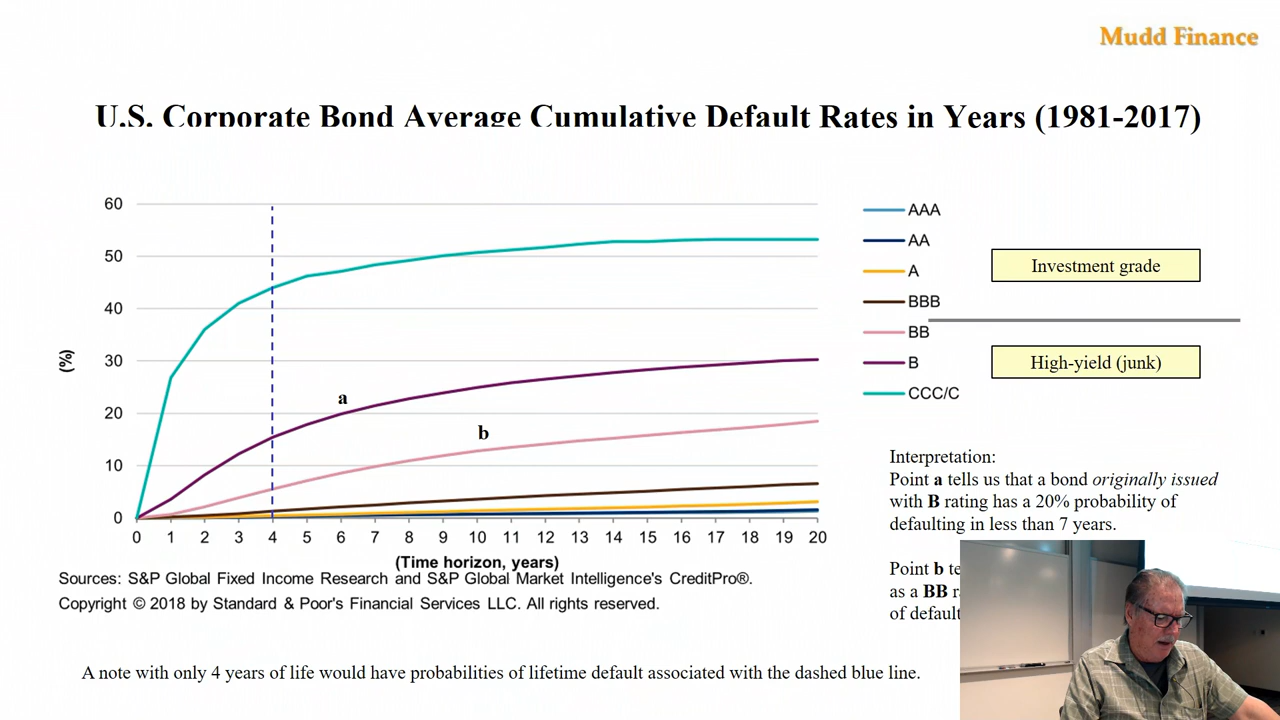 Mudd Finance
U.S. Corporate Bond Average Cumulative Default Rates in Years (1981-2017)
60
50
40
30
20
10
0
(%)
0 1 2 3 4 5 6 7 8 9 10 11 12 13 14 15 16 17 18 19 20
(Time horizon, years)
a
b
AAA
AA
A
BBB
BB
B
CCC/C
Investment grade
High-yield (junk)
Sources: S&P Global Fixed Income Research and S&P Global Market Intelligence's CreditPro®.
Copyright © 2018 by Standard & Poor's Financial Services LLC. All rights reserved.
Interpretation:
Point a tells us that a bond originally issued
with B rating has a 20% probability of
defaulting in less than 7 years.
Point b
as a BB
of default
A note with only 4 years of life would have probabilities of lifetime default associated with the dashed blue line.